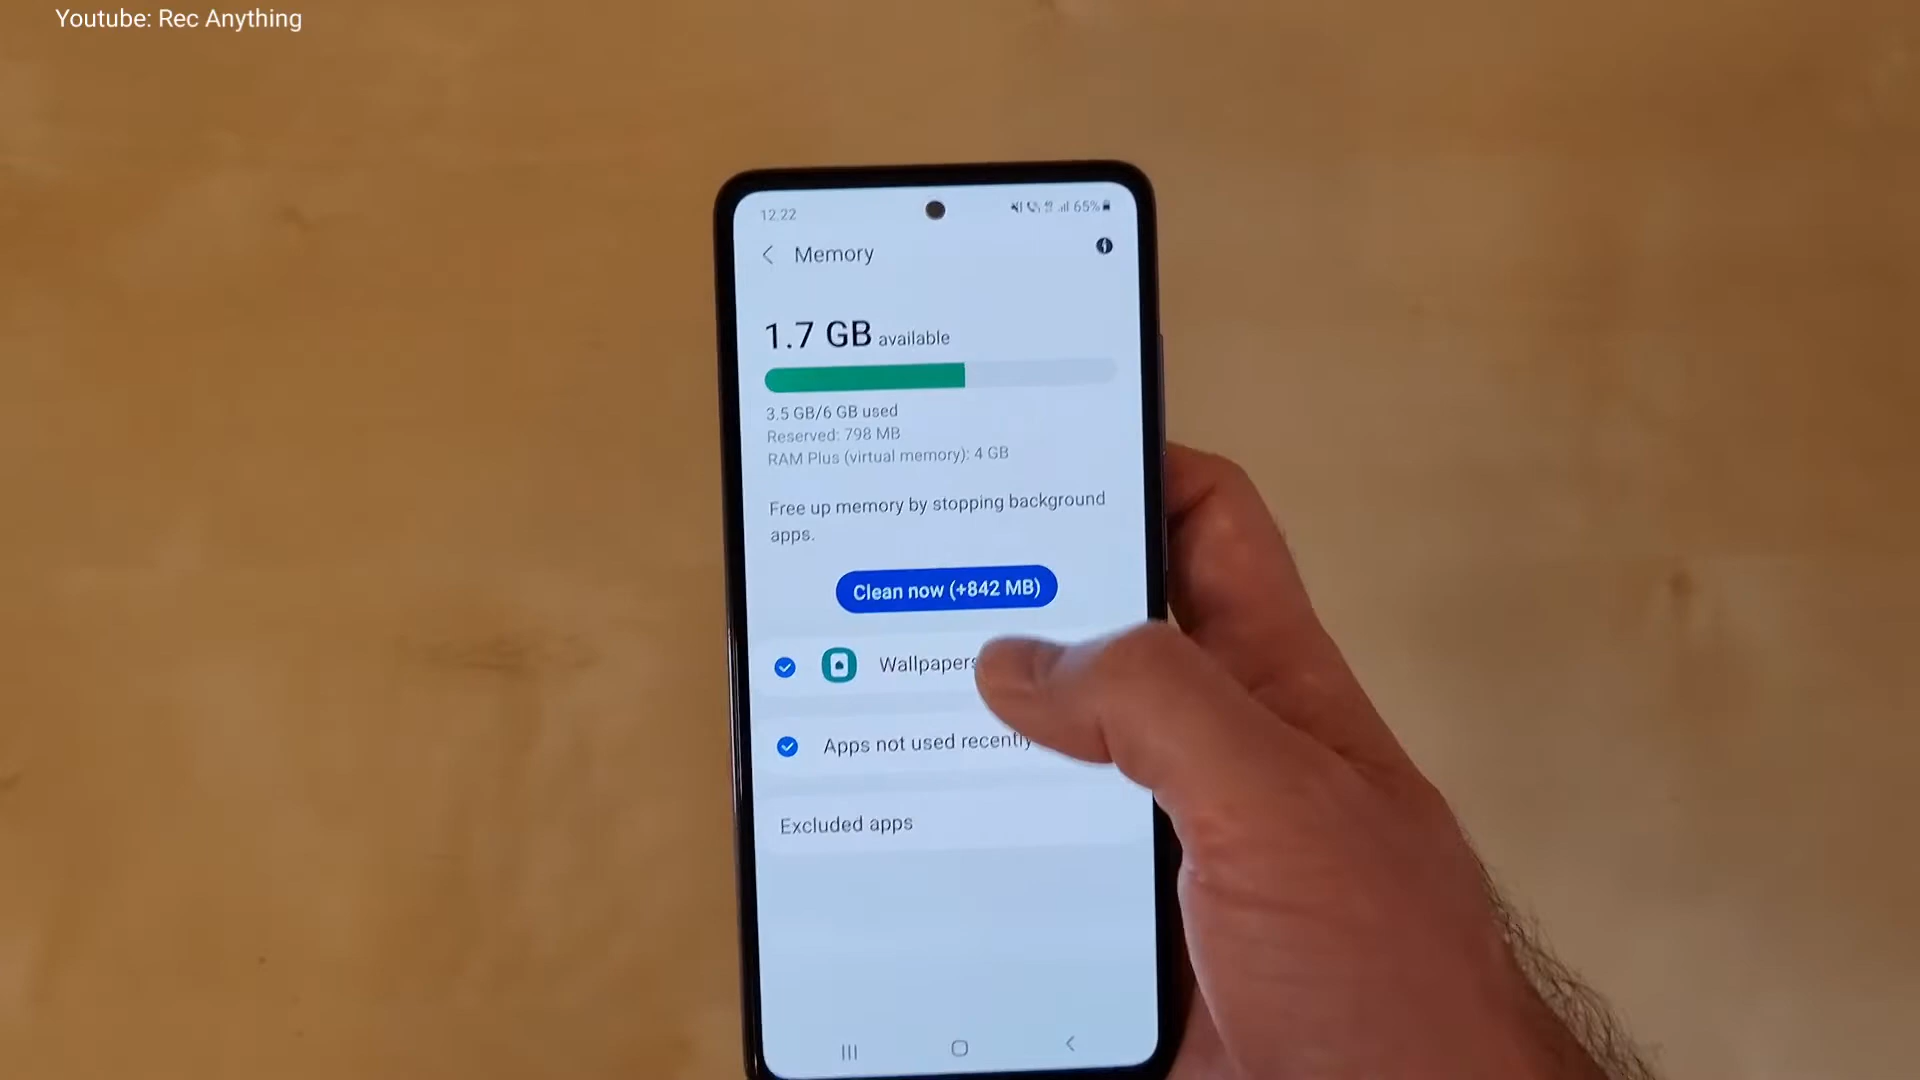 Youtube: Rec Anything
12.22
65%
Memory
1.7 GB available
3.5 GB/6 GB used
Reserved: 798 MB
RAM Plus (virtual memory): 4 GB
Free up memory by stopping background
apps.
Clean now (+842 MB)
Wallpapers
Apps not used recently
Excluded apps